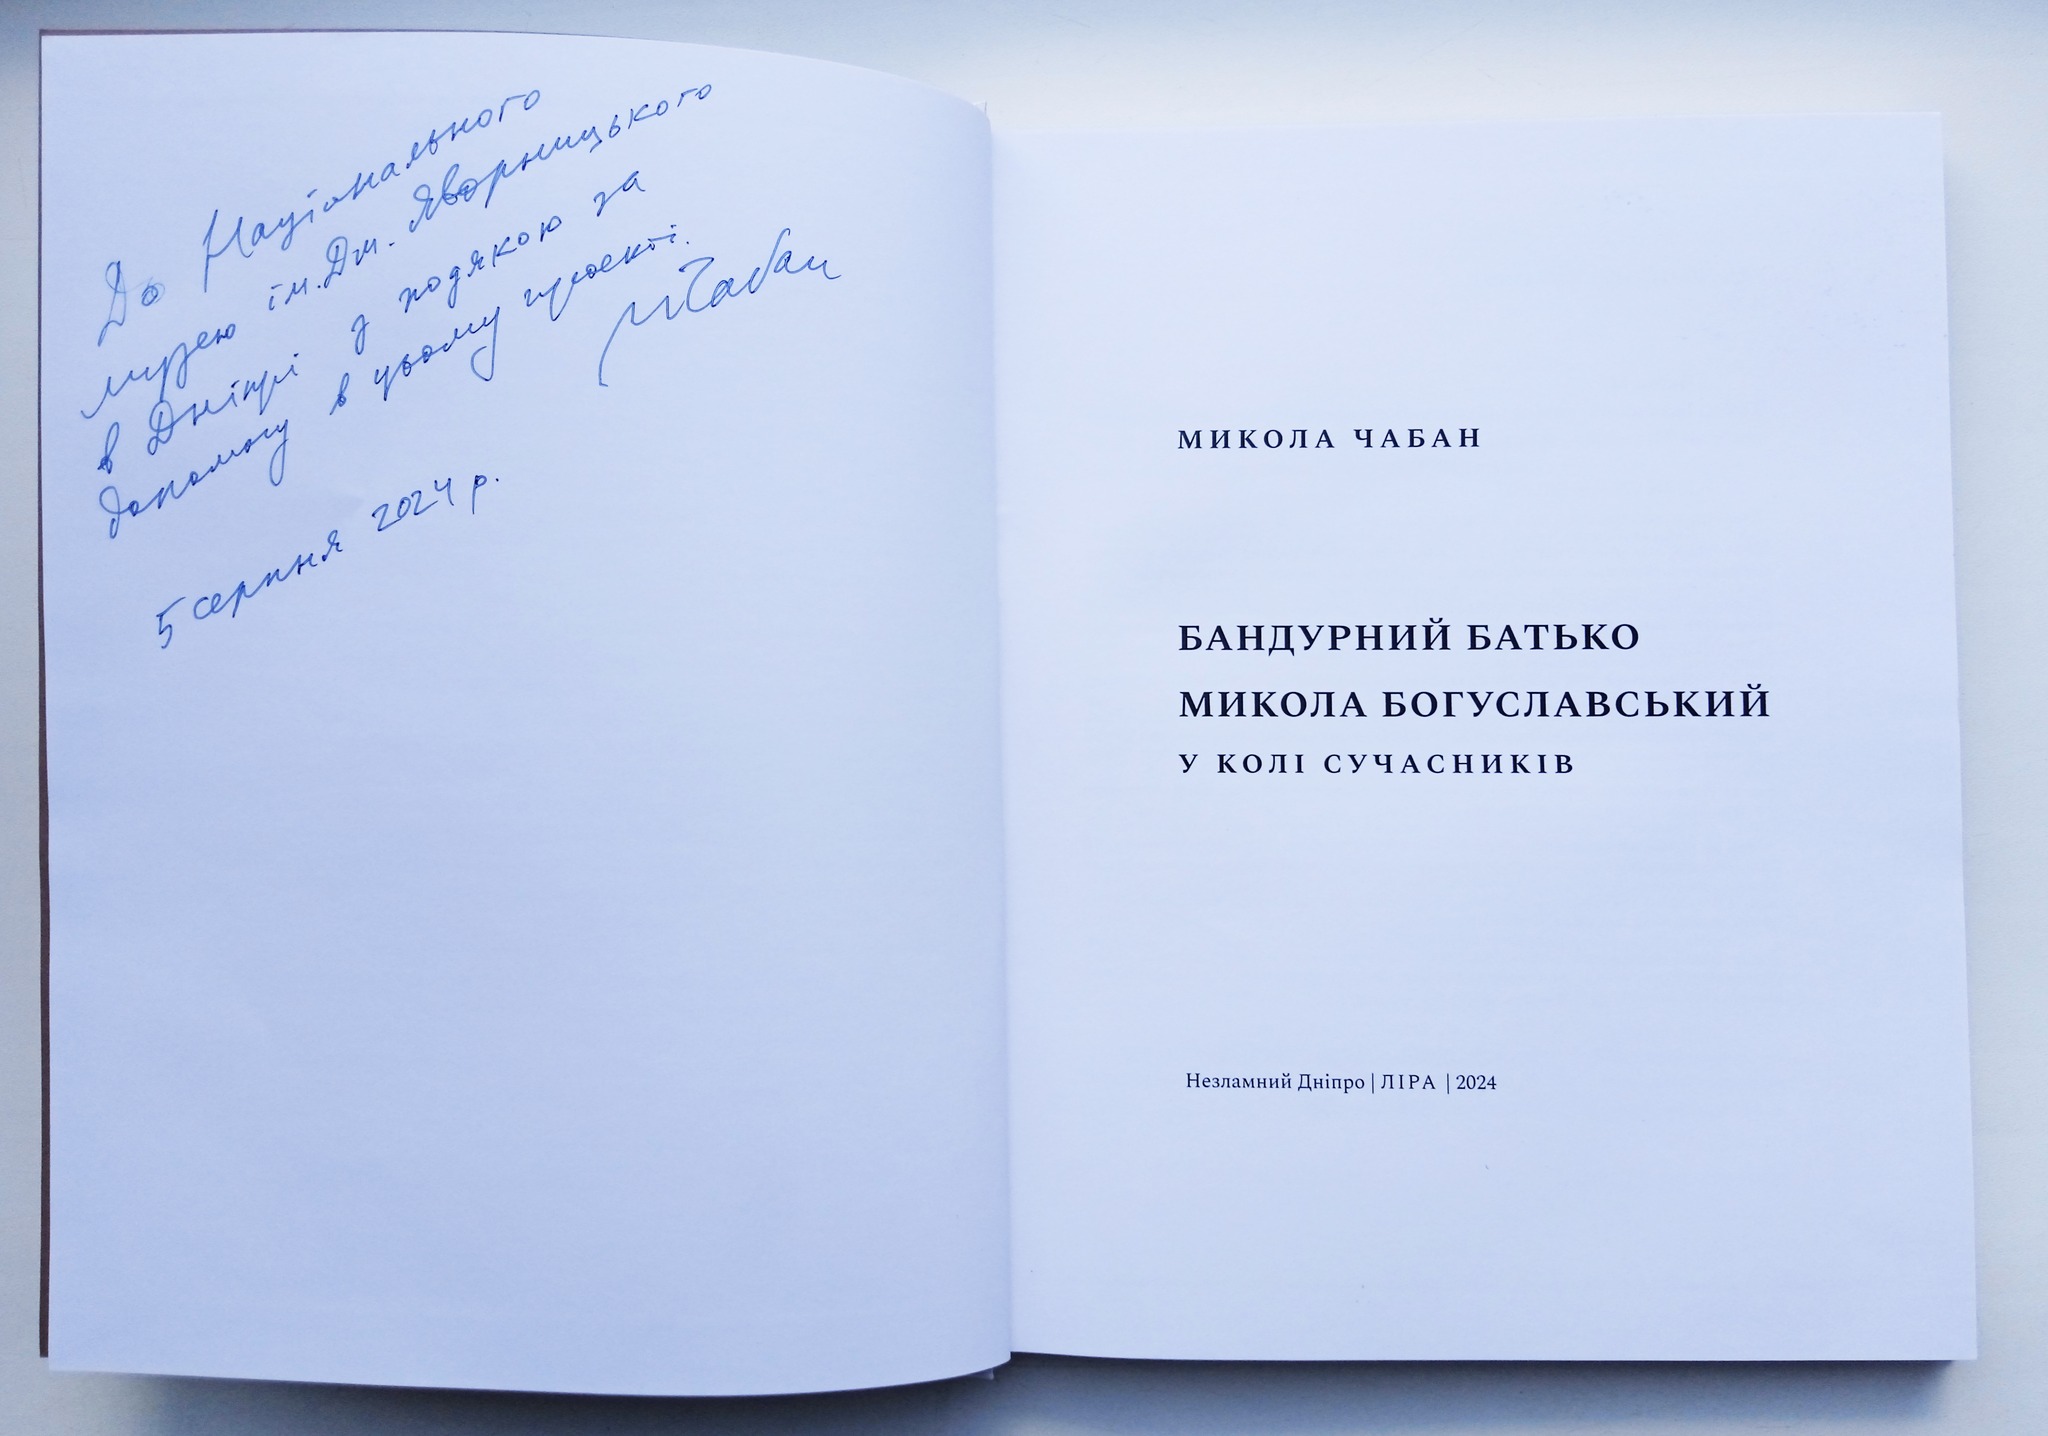 До Національного
музею ім. Дм. Яворницького
в Дніпрі з подякою за
допомогу в цьому проєкті.
МЧабан
5 серпня 2024 р.
МИКОЛА ЧАБАН
БАНДУРНИЙ БАТЬКО
МИКОЛА БОГУСЛАВСЬКИЙ
У КОЛІ СУЧАСНИКІВ
Незламний Дніпро | ЛІРА | 2024